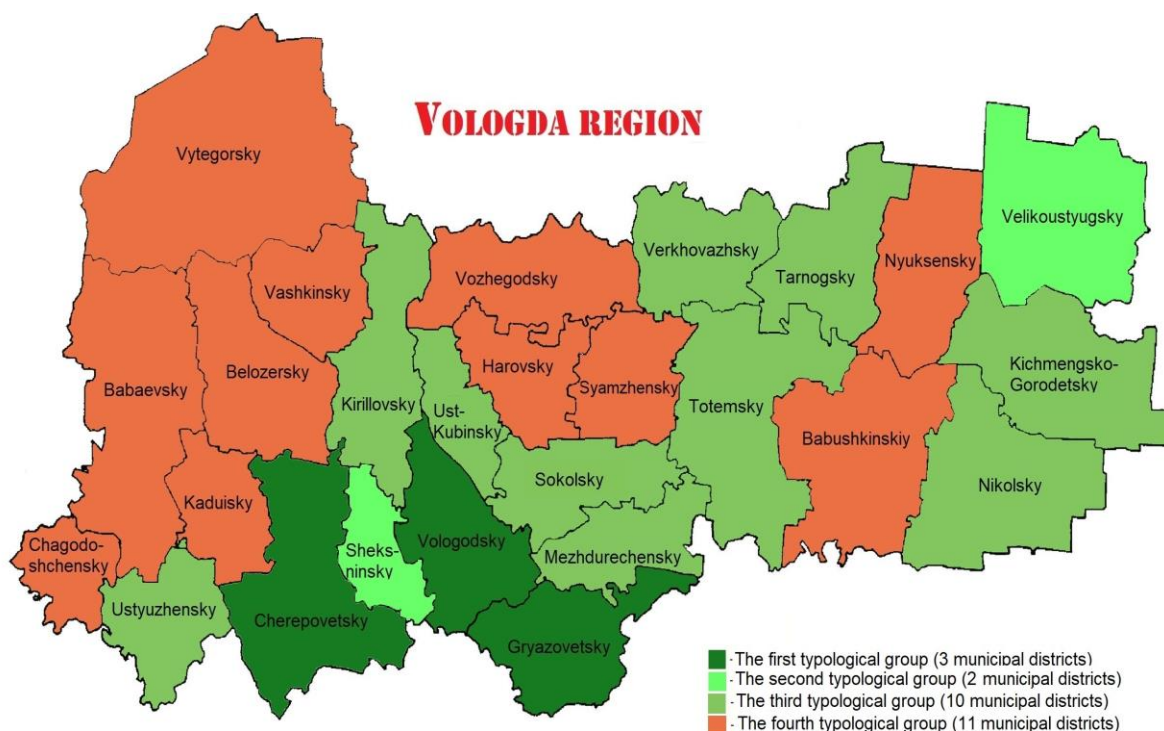 VOLOGDA REGION
Vytegorsky
Velikoustyugsky
Verkhovazhsky
Tarnogsky
Nyuksensky
Vozhegodsky
Vashkinsky
Babaevsky
Belozersky
Kirillovsky
Ust-
Kubinsky
Harovsky
Syamzhensky
Totemsky
Babushkinskiy
Kichmengsko-
Gorodetsky
Nikolsky
Sokolsky
Kaduisky
Chagodo-
shchensky
Sheks-
ninsky
Vologodsky
Mezhdurechensky
Ustyuzhensky
Cherepovetsky
Gryazovetsky
- The first typological group (3 municipal districts)
- The second typological group (2 municipal districts)
- The third typological group (10 municipal districts)
- The fourth typological group (11 municipal districts)